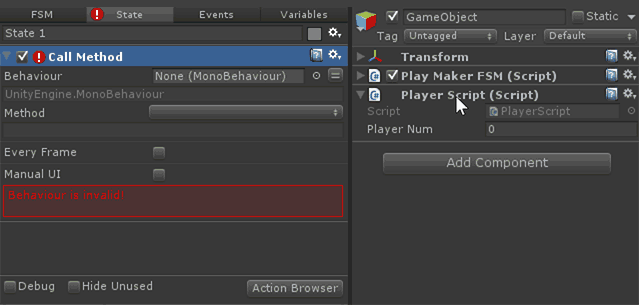 FSM State Events Variables
State 1
Call Method
Behaviour None (MonoBehaviour)
UnityEngine.MonoBehaviour
Method
Every Frame
Manual UI
Behaviour is invalid!
Debug Hide Unused Action Browser
GameObject Static
Tag Untagged Layer Default
Transform
Play Maker FSM (Script)
Player Script (Script)
Script PlayerScript
Player Num 0
Add Component